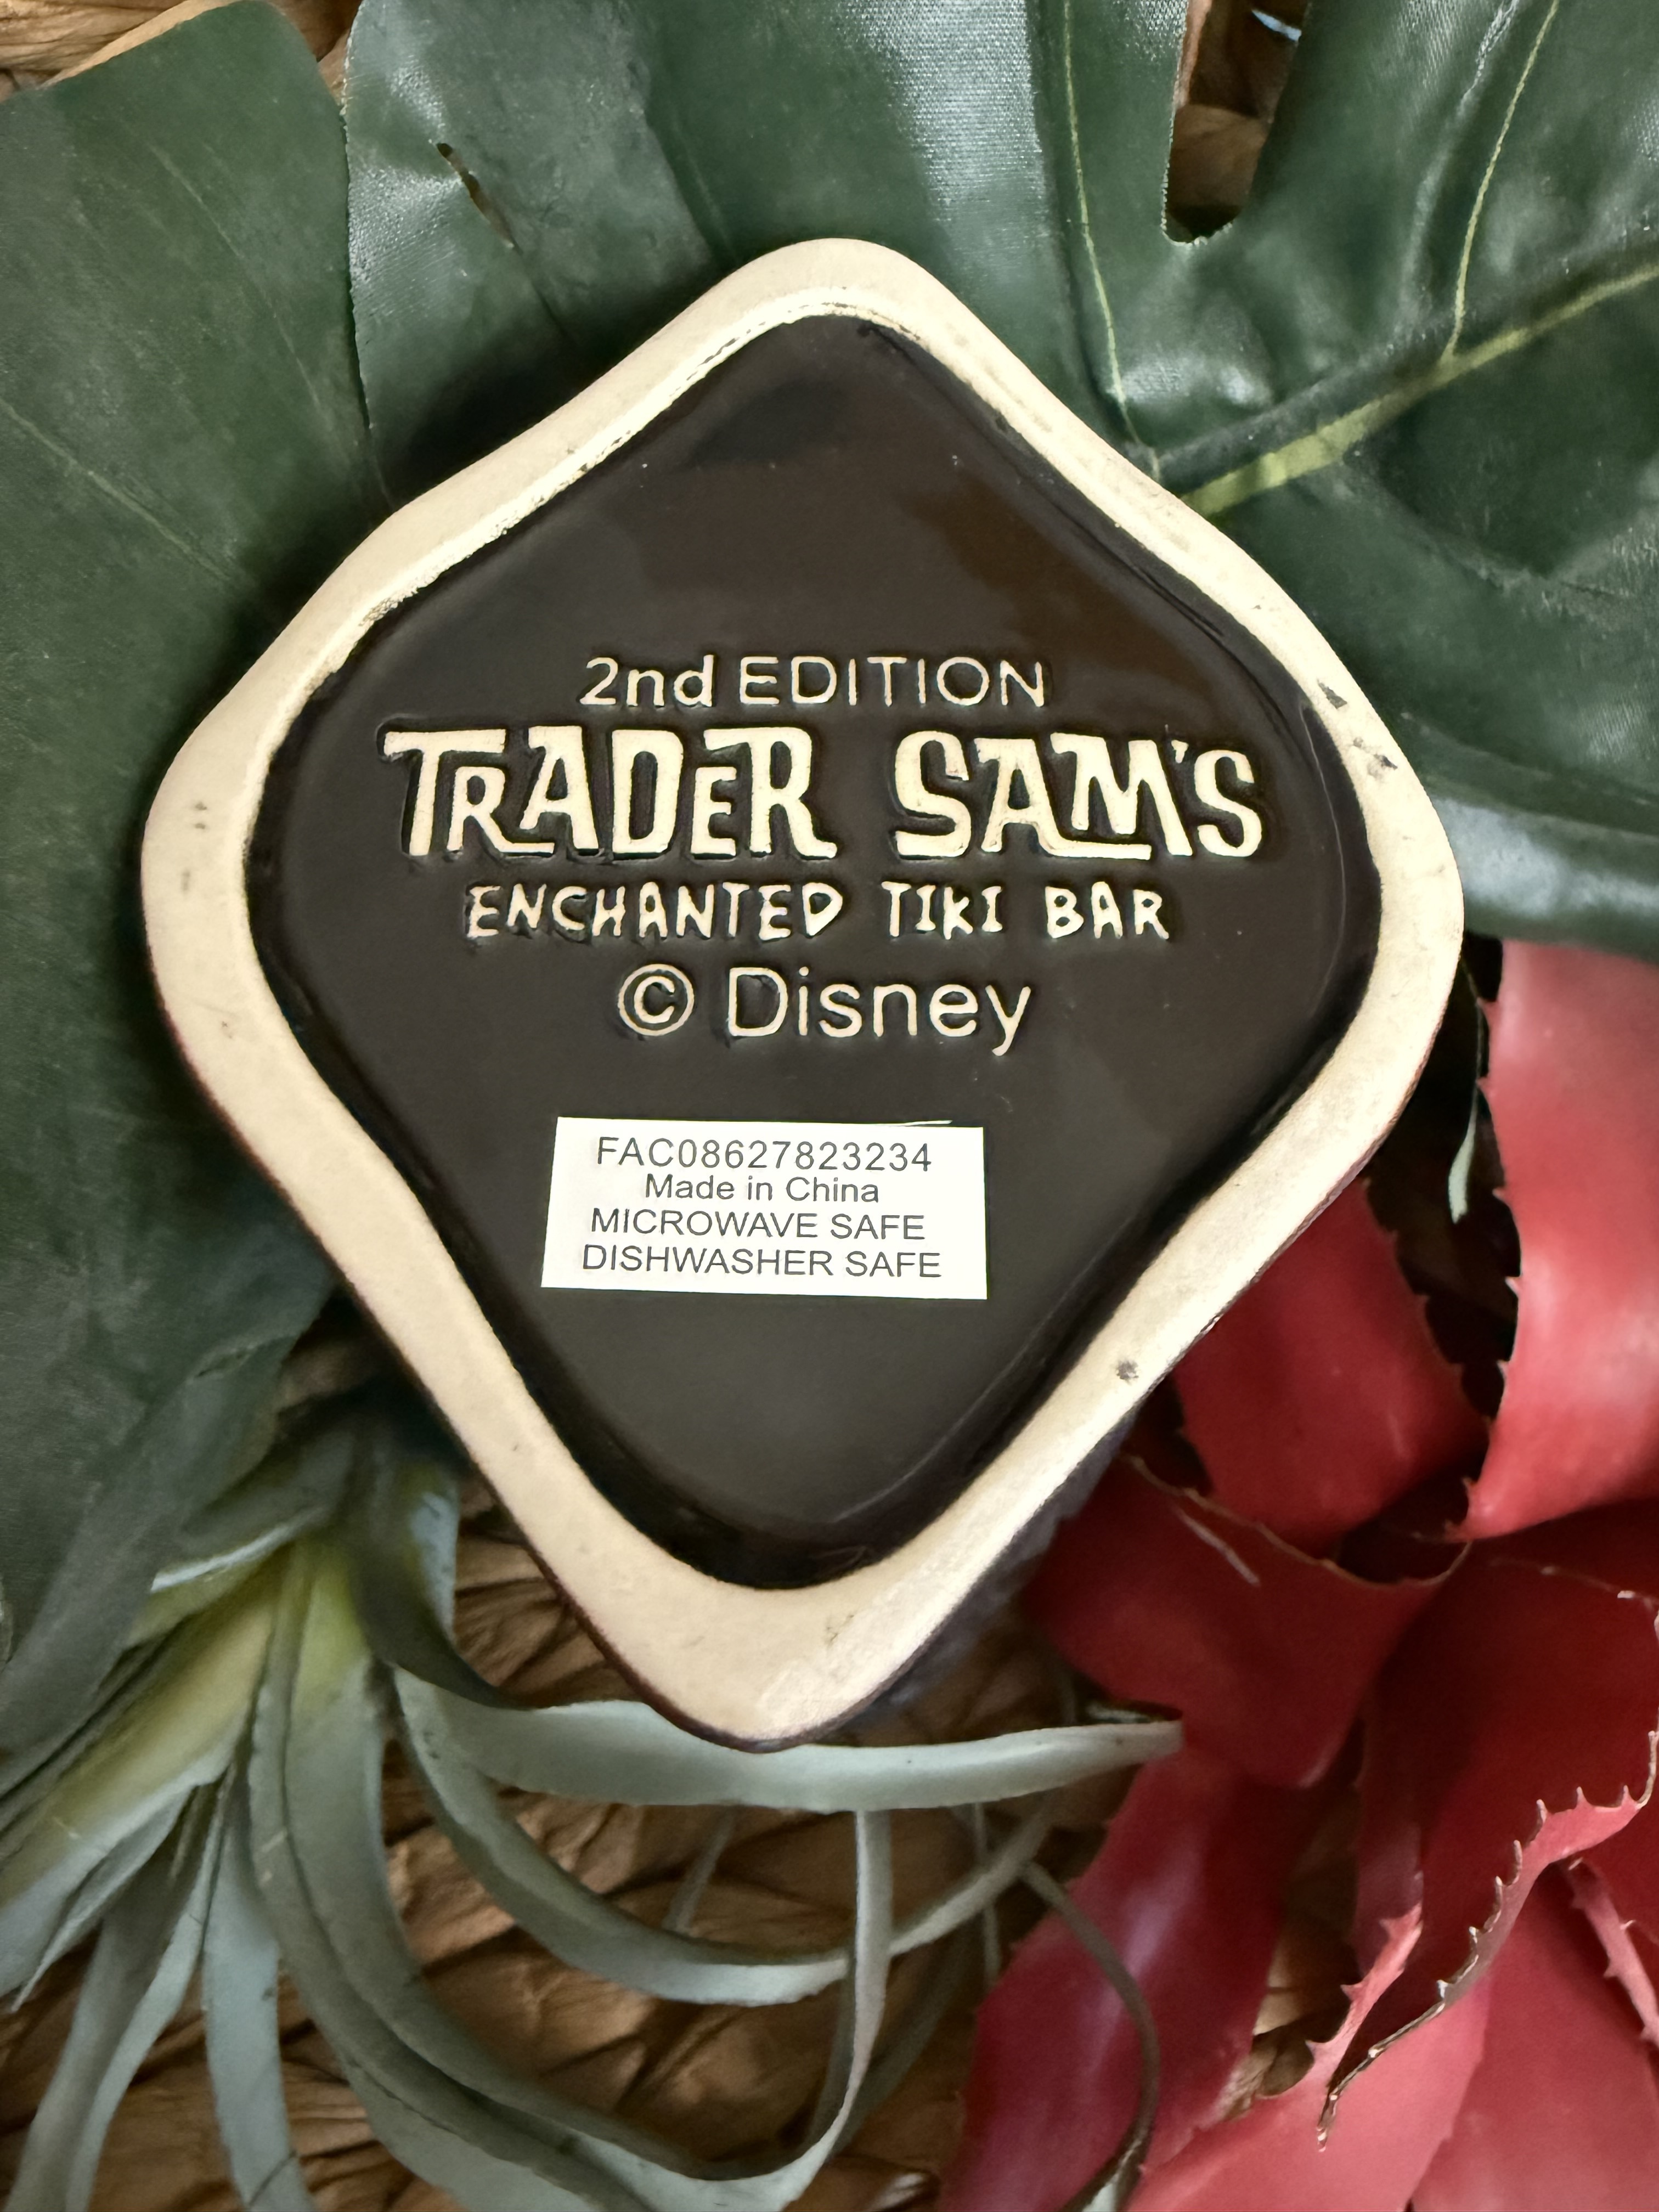 2nd EDITION
TRADER SAM'S
ENCHANTED TIKI BAR
© Disney
FAC08627823234
Made in China
MICROWAVE SAFE
DISHWASHER SAFE